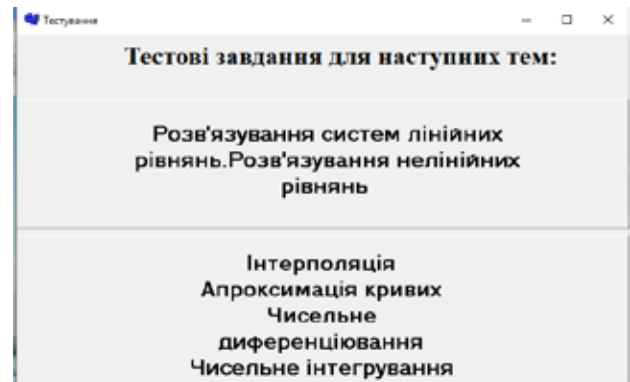 Тестування
Тестові завдання для наступних тем:
Розв'язування систем лінійних
рівнянь.Розв'язування нелінійних
рівнянь
Інтерполяція
Апроксимація кривих
Чисельне
диференціювання
Чисельне інтегрування